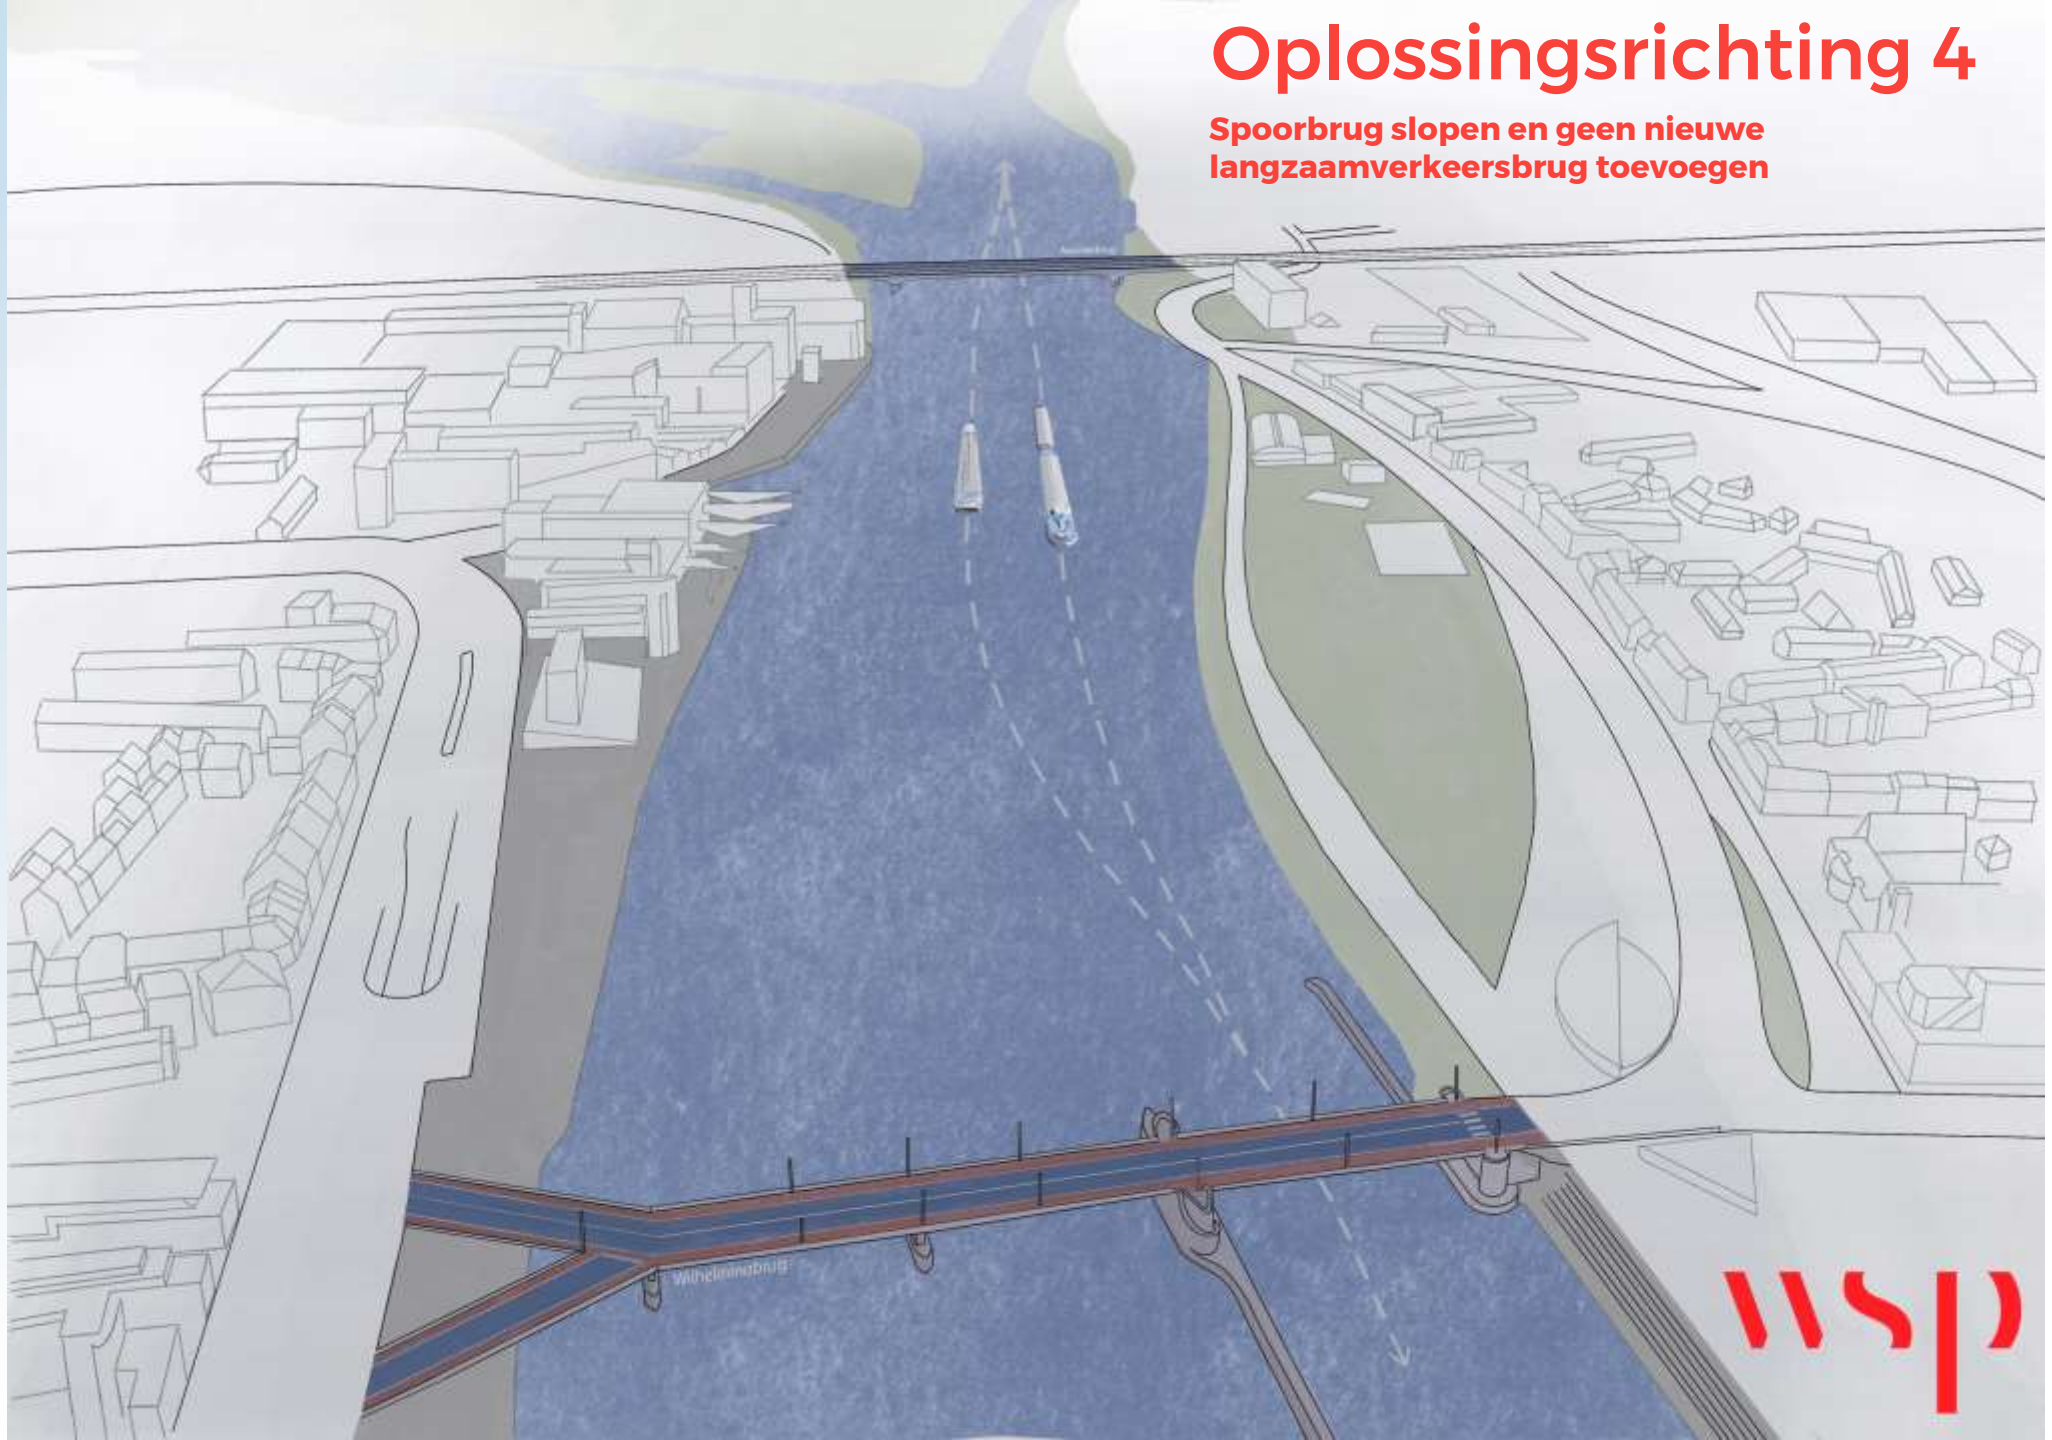 Oplossingsrichting 4
Spoorbrug slopen en geen nieuwe
langzaamverkeersbrug toevoegen
Wilhelminabrug
wsp